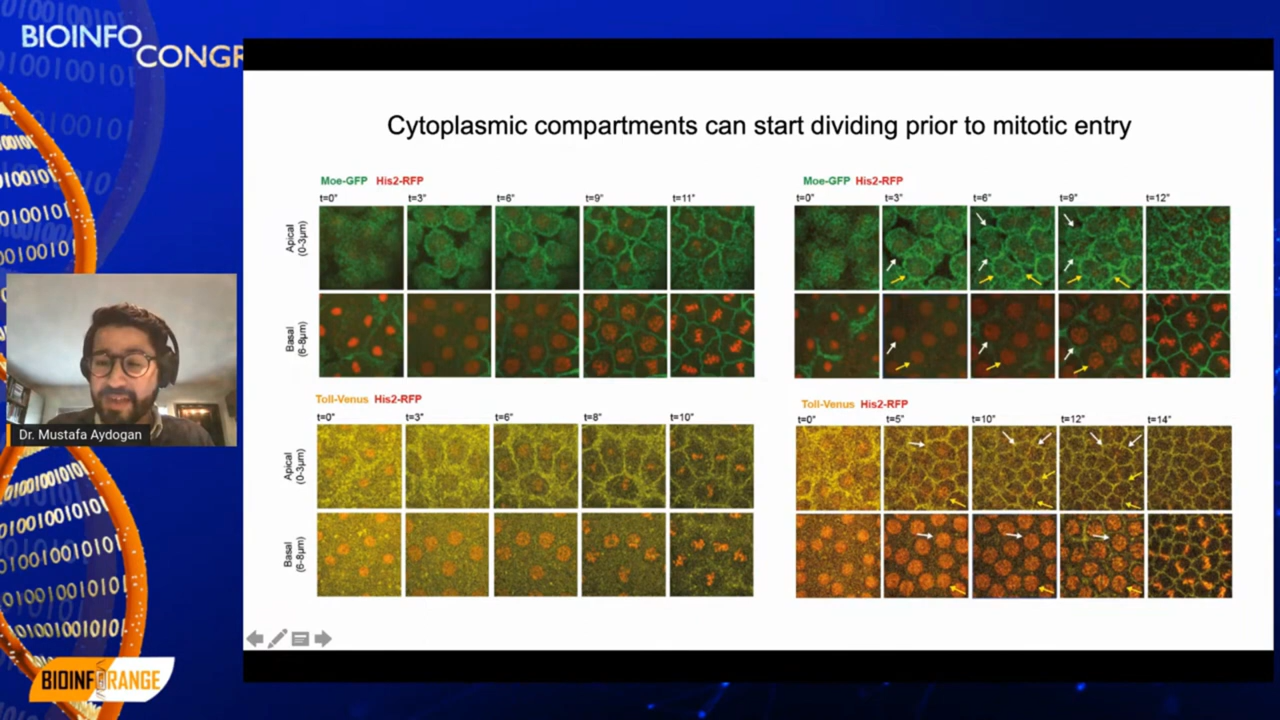 BIOINFO
CONGR
Cytoplasmic compartments can start dividing prior to mitotic entry
Moe-GFP His2-RFP
t=0" t=3" t=6" t=9" t=11"
Apical
(0-3μm)
Basal
(6-8μm)
Moe-GFP His2-RFP
t=0" t=3" t=6" t=9" t=12"
Toll-Venus His2-RFP
t=0" t=3" t=6" t=8" t=10"
Apical
(0-3μm)
Basal
(6-8μm)
Toll-Venus His2-RFP
t=0" t=5" t=10" t=12" t=14"
Dr. Mustafa Aydogan
BIOINFORANGE